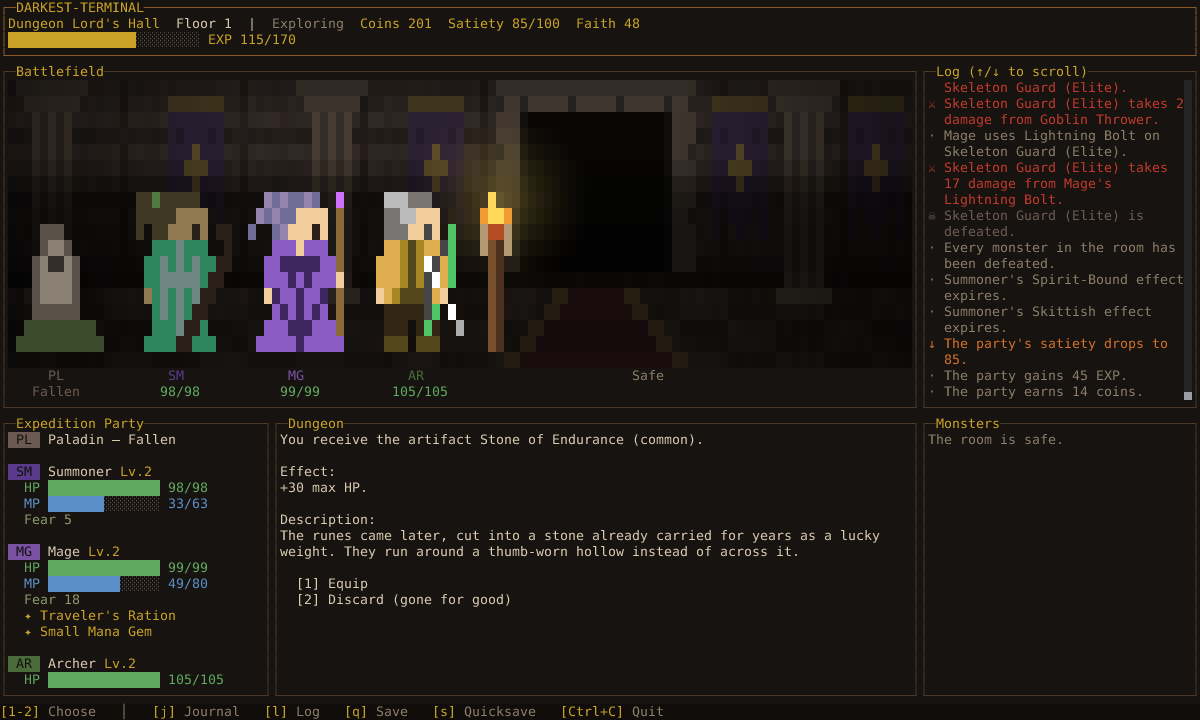 DARKEST-TERMINAL
Dungeon Lord's Hall  Floor 1  |  Exploring  Coins 201  Satiety 85/100  Faith 48
EXP 115/170
Battlefield
PL  SM  MG  AR  Safe
Fallen  98/98  99/99  105/105
Log (↑/↓ to scroll)
Skeleton Guard (Elite).
⚔ Skeleton Guard (Elite) takes 2
damage from Goblin Thrower.
· Mage uses Lightning Bolt on
Skeleton Guard (Elite).
⚔ Skeleton Guard (Elite) takes
17 damage from Mage's
Lightning Bolt.
☠ Skeleton Guard (Elite) is
defeated.
· Every monster in the room has
been defeated.
· Summoner's Spirit-Bound effect
expires.
· Summoner's Skittish effect
expires.
↓ The party's satiety drops to
85.
· The party gains 45 EXP.
· The party earns 14 coins.
Expedition Party
PL Paladin — Fallen
SM Summoner Lv.2
HP 98/98
MP 33/63
Fear 5
MG Mage Lv.2
HP 99/99
MP 49/80
Fear 18
✦ Traveler's Ration
✦ Small Mana Gem
AR Archer Lv.2
HP 105/105
Dungeon
You receive the artifact Stone of Endurance (common).
Effect:
+30 max HP.
Description:
The runes came later, cut into a stone already carried for years as a lucky
weight. They run around a thumb-worn hollow instead of across it.
[1] Equip
[2] Discard (gone for good)
Monsters
The room is safe.
[1-2] Choose  │  [j] Journal  [l] Log  [q] Save  [s] Quicksave  [Ctrl+C] Quit